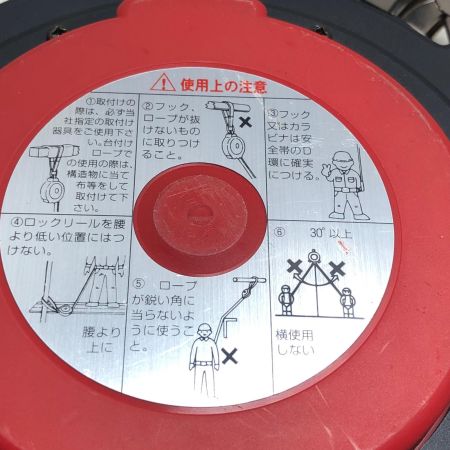 ⚠ 使用上の注意
①取付けの
際は、必ず当
社指定の取付け
器具をご使用下さ
い。台付け
ロープで
の使用の際は、
構造物に当て
布等をして
取付けて下
さい。
②フック、
ロープが抜
けないもの
に取りつけ
ること。
③フック
又はカラ
ビナは安
全帯のD
環に確実
につける。
④ロックリールを腰
より低い位置にはつ
けない。
腰より
上に
⑤ ロープ
が鋭い角に
当らないよ
うに使うこ
と。
⑥ 30°以上
横使用
しない